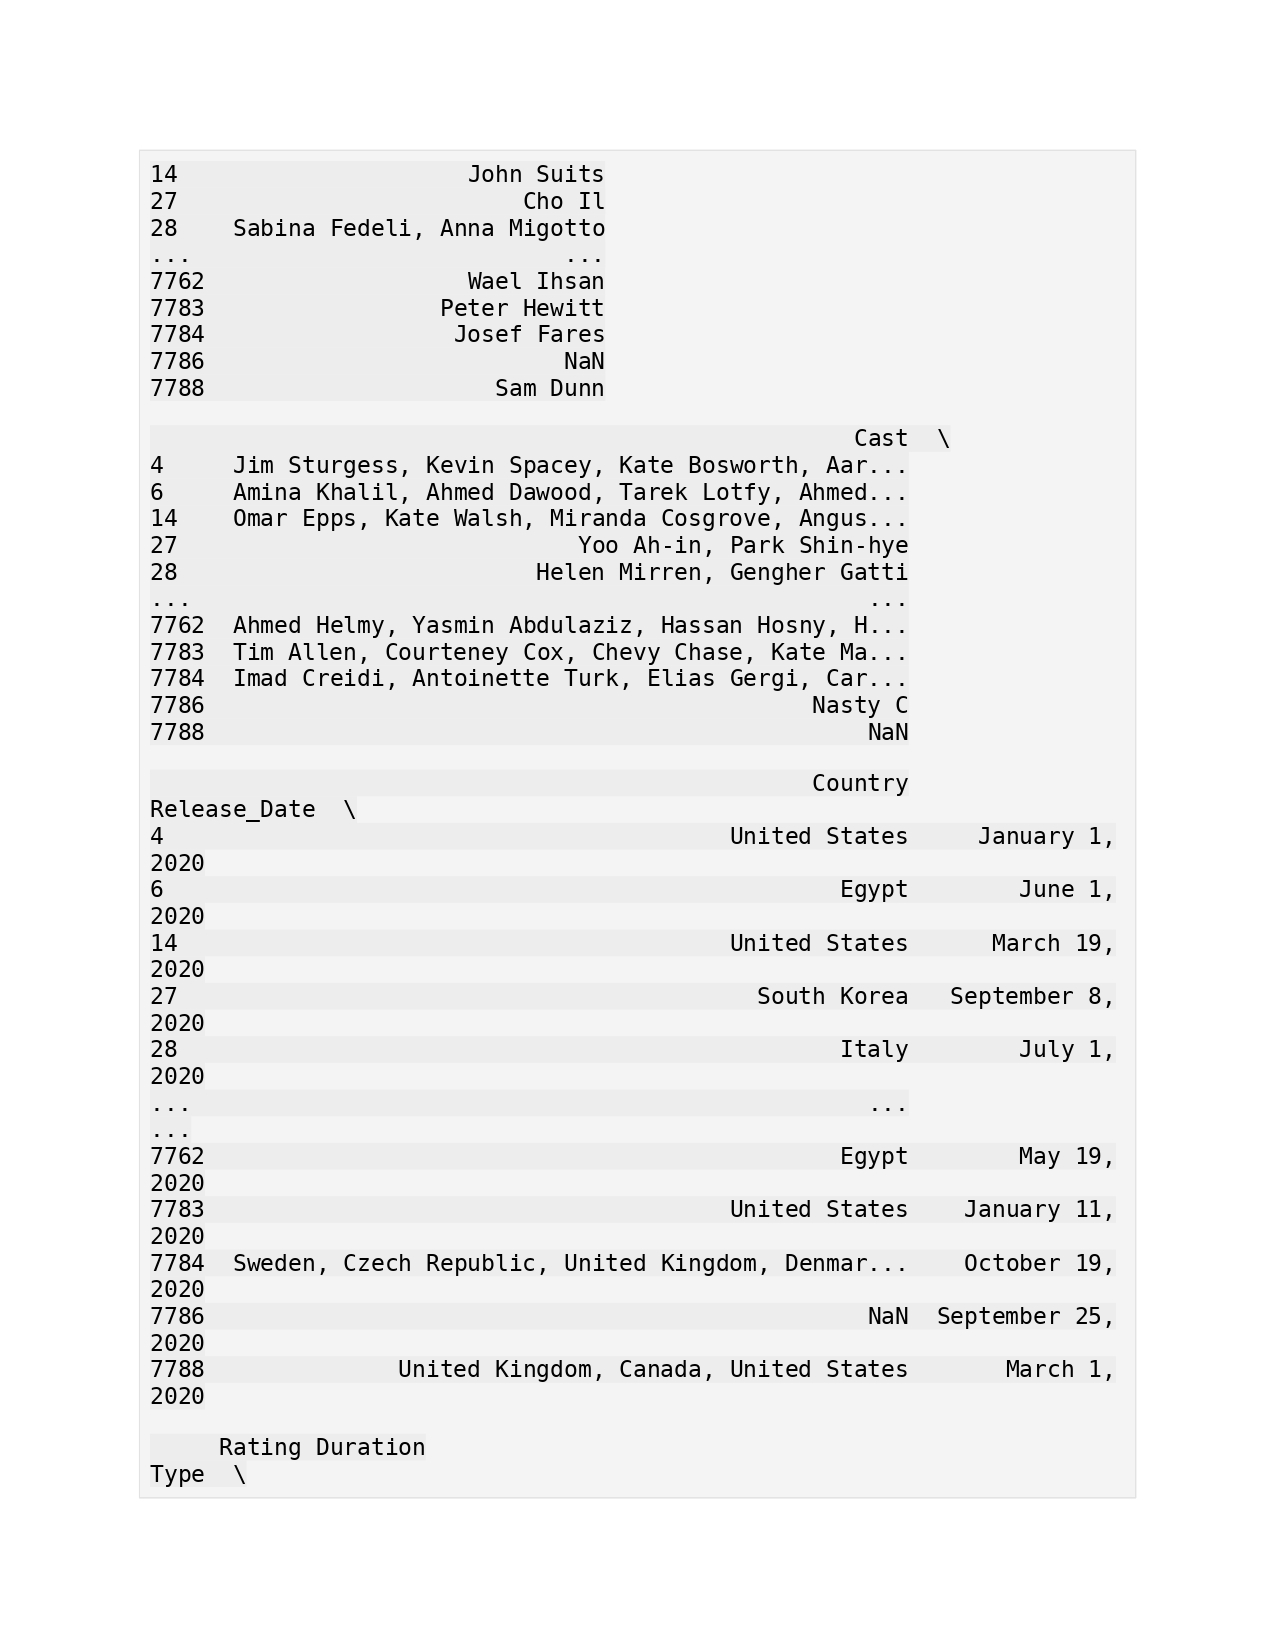 14                     John Suits
27                         Cho Il
28    Sabina Fedeli, Anna Migotto
...                           ...
7762                   Wael Ihsan
7783                 Peter Hewitt
7784                  Josef Fares
7786                          NaN
7788                     Sam Dunn
                                                   Cast  \
4     Jim Sturgess, Kevin Spacey, Kate Bosworth, Aar...
6     Amina Khalil, Ahmed Dawood, Tarek Lotfy, Ahmed...
14    Omar Epps, Kate Walsh, Miranda Cosgrove, Angus...
27                             Yoo Ah-in, Park Shin-hye
28                          Helen Mirren, Gengher Gatti
...                                                 ...
7762  Ahmed Helmy, Yasmin Abdulaziz, Hassan Hosny, H...
7783  Tim Allen, Courteney Cox, Chevy Chase, Kate Ma...
7784  Imad Creidi, Antoinette Turk, Elias Gergi, Car...
7786                                            Nasty C
7788                                                NaN
                                                Country
Release_Date  \
4                                         United States     January 1,
2020
6                                                 Egypt        June 1,
2020
14                                        United States      March 19,
2020
27                                          South Korea   September 8,
2020
28                                                Italy        July 1,
2020
...                                                 ...
...
7762                                              Egypt        May 19,
2020
7783                                      United States    January 11,
2020
7784  Sweden, Czech Republic, United Kingdom, Denmar...    October 19,
2020
7786                                                NaN  September 25,
2020
7788              United Kingdom, Canada, United States       March 1,
2020
     Rating Duration
Type  \